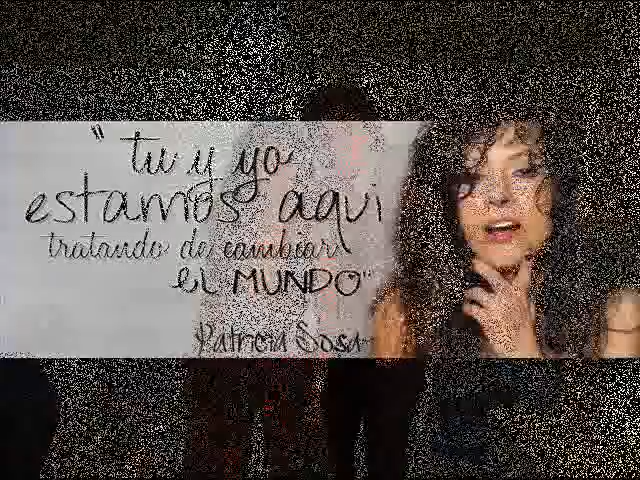 "tu y yo
estamos aqui
tratando de cambiar
el MUNDO"
Patricia Sosa